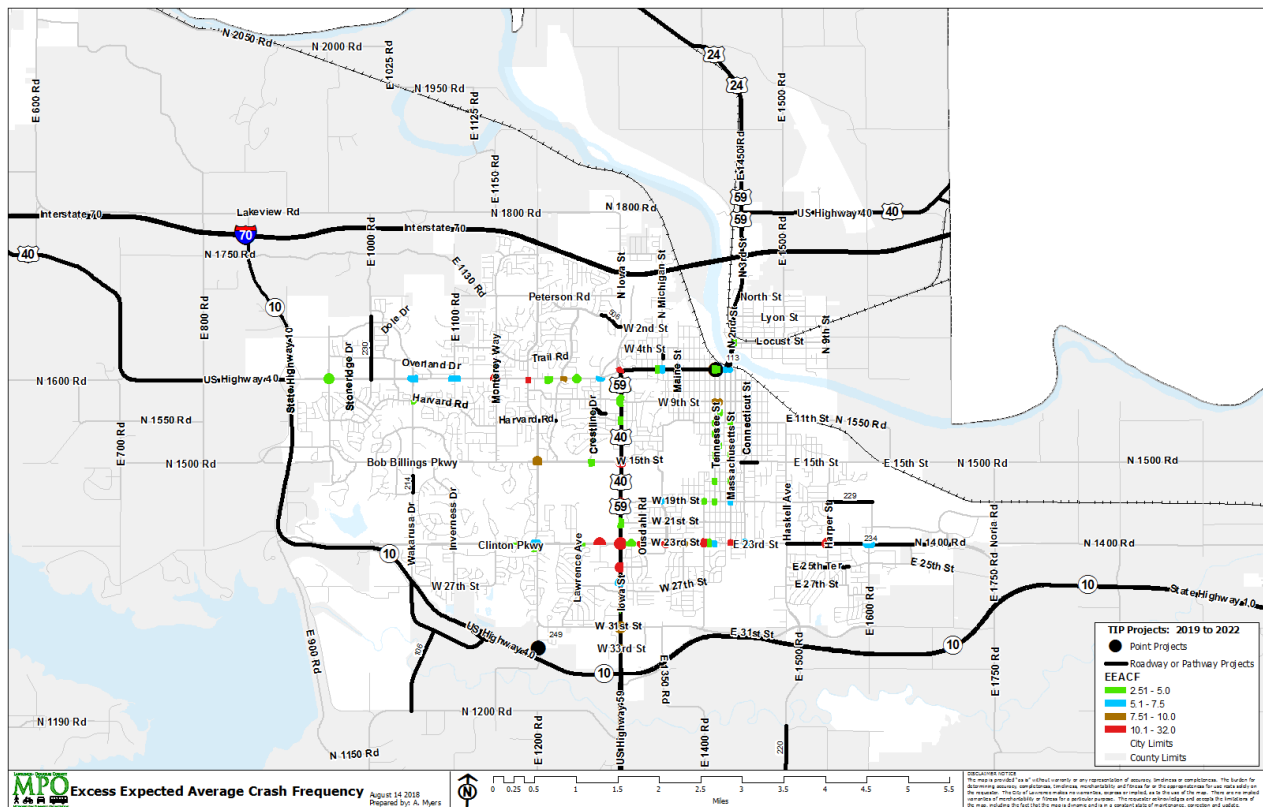 N 2050 Rd
N 2000 Rd
E 1025 Rd
24
E 600 Rd
N 1950 Rd
24
E 1500 Rd
E 1125 Rd
E 1150 Rd
E 1450 Rd
59
Interstate 70
Lakeview Rd
N 1800 Rd
N 1800 Rd
59
US Highway 40
40
70
Interstate 70
E 1000 Rd
40
N 1750 Rd
E 1130 Rd
N Iowa St
N Michigan St
N 3rd St
E 1500 Rd
E 800 Rd
10
Peterson Rd
North St
Dole Dr
E 1100 Rd
506
W 2nd St
N 2nd St
Lyon St
N 9th St
State Highway 10
Stoneridge Dr
230
Overland Dr
Monterey Way
Trail Rd
W 4th St
Maine St
113
Locust St
N 1600 Rd
US Highway 40
59
Harvard Rd
Crestline Dr
W 9th St
Tennessee St
Massachusetts St
Connecticut St
N 1550 Rd
Harvard Rd
E 11th St
N 1550 Rd
E 700 Rd
40
N 1500 Rd
Bob Billings Pkwy
W 15th St
E 15th St
E 15th St
N 1500 Rd
N 1500 Rd
214
40
Wakarusa Dr
Inverness Dr
59
W 19th St
Haskell Ave
Harper St
229
Ousdahl Rd
W 21st St
Noria Rd
Clinton Pkwy
W 23rd St
E 23rd St
234
N 1400 Rd
N 1400 Rd
10
Lawrence Ave
E 25th Ter
E 25th St
W 27th St
Iowa St
W 27th St
E 27th St
E 1750 Rd
10
State Highway 10
E 900 Rd
US Highway 40
249
W 31st St
E 31st St
E 1600 Rd
W 33rd St
E 1500 Rd
10
10
E 1350 Rd
E 1750 Rd
N 1190 Rd
N 1200 Rd
N 1150 Rd
E 1200 Rd
US Highway 59
E 1400 Rd
220
TIP Projects: 2019 to 2022
Point Projects
Roadway or Pathway Projects
EEACF
2.51 - 5.0
5.1 - 7.5
7.51 - 10.0
10.1 - 32.0
City Limits
County Limits
MPO
Excess Expected Average Crash Frequency
August 14 2018
Prepared by: A. Myers
N
0 0.25 0.5 1 1.5 2 2.5 3 3.5 4 4.5 5
Miles
DISCLAIMER NOTICE